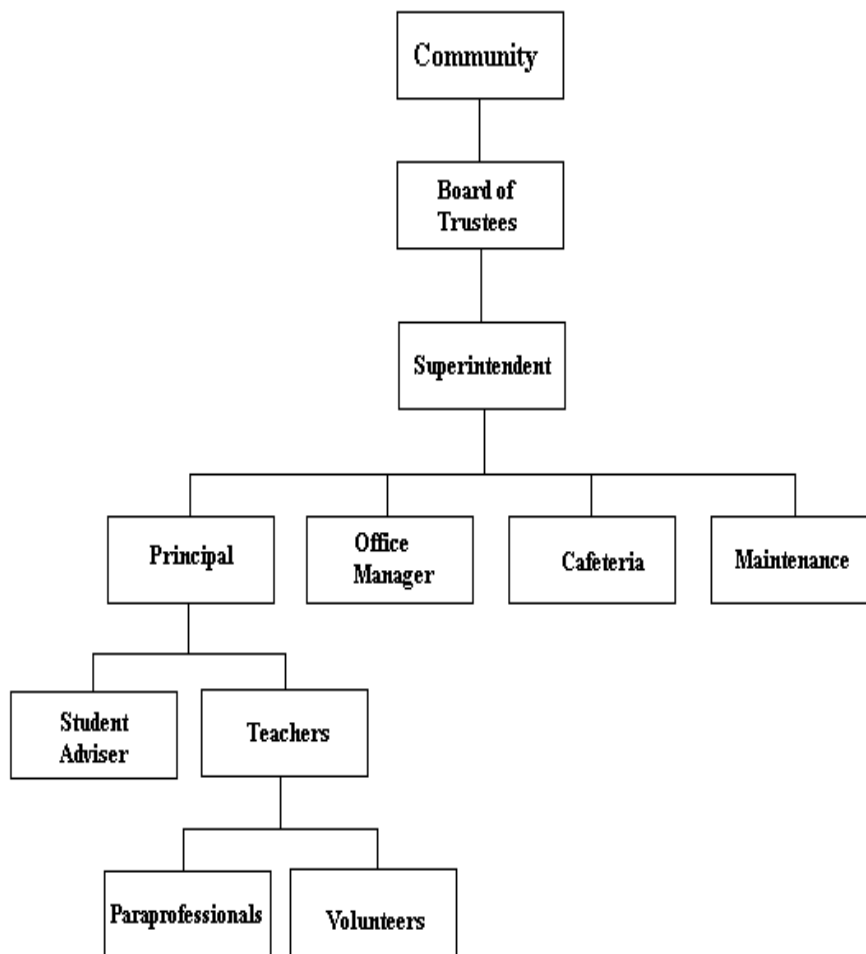 Community
Board of
Trustees
Superintendent
Principal
Office
Manager
Cafeteria
Maintenance
Student
Adviser
Teachers
Paraprofessionals
Volunteers